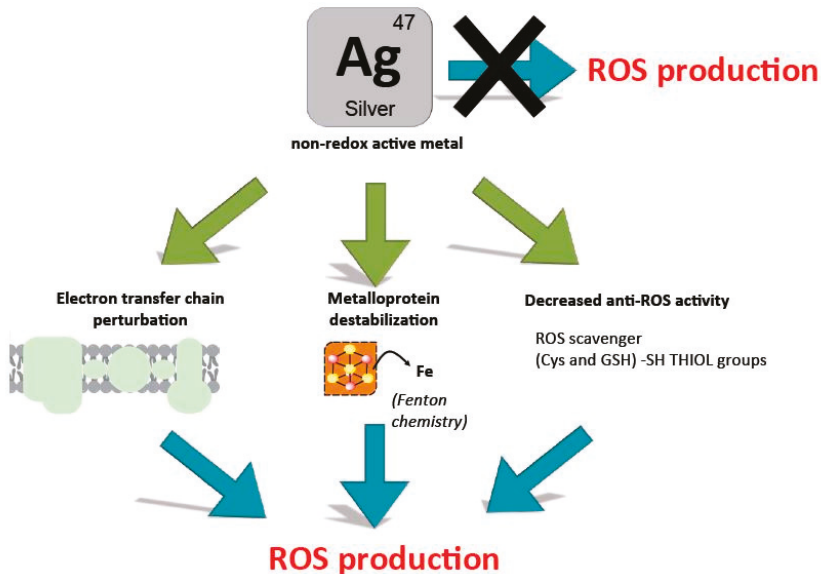 47
Ag
Silver
ROS production
non-redox active metal
Electron transfer chain
perturbation
Metalloprotein
destabilization
Fe
(Fenton
chemistry)
Decreased anti-ROS activity
ROS scavenger
(Cys and GSH) -SH THIOL groups
ROS production